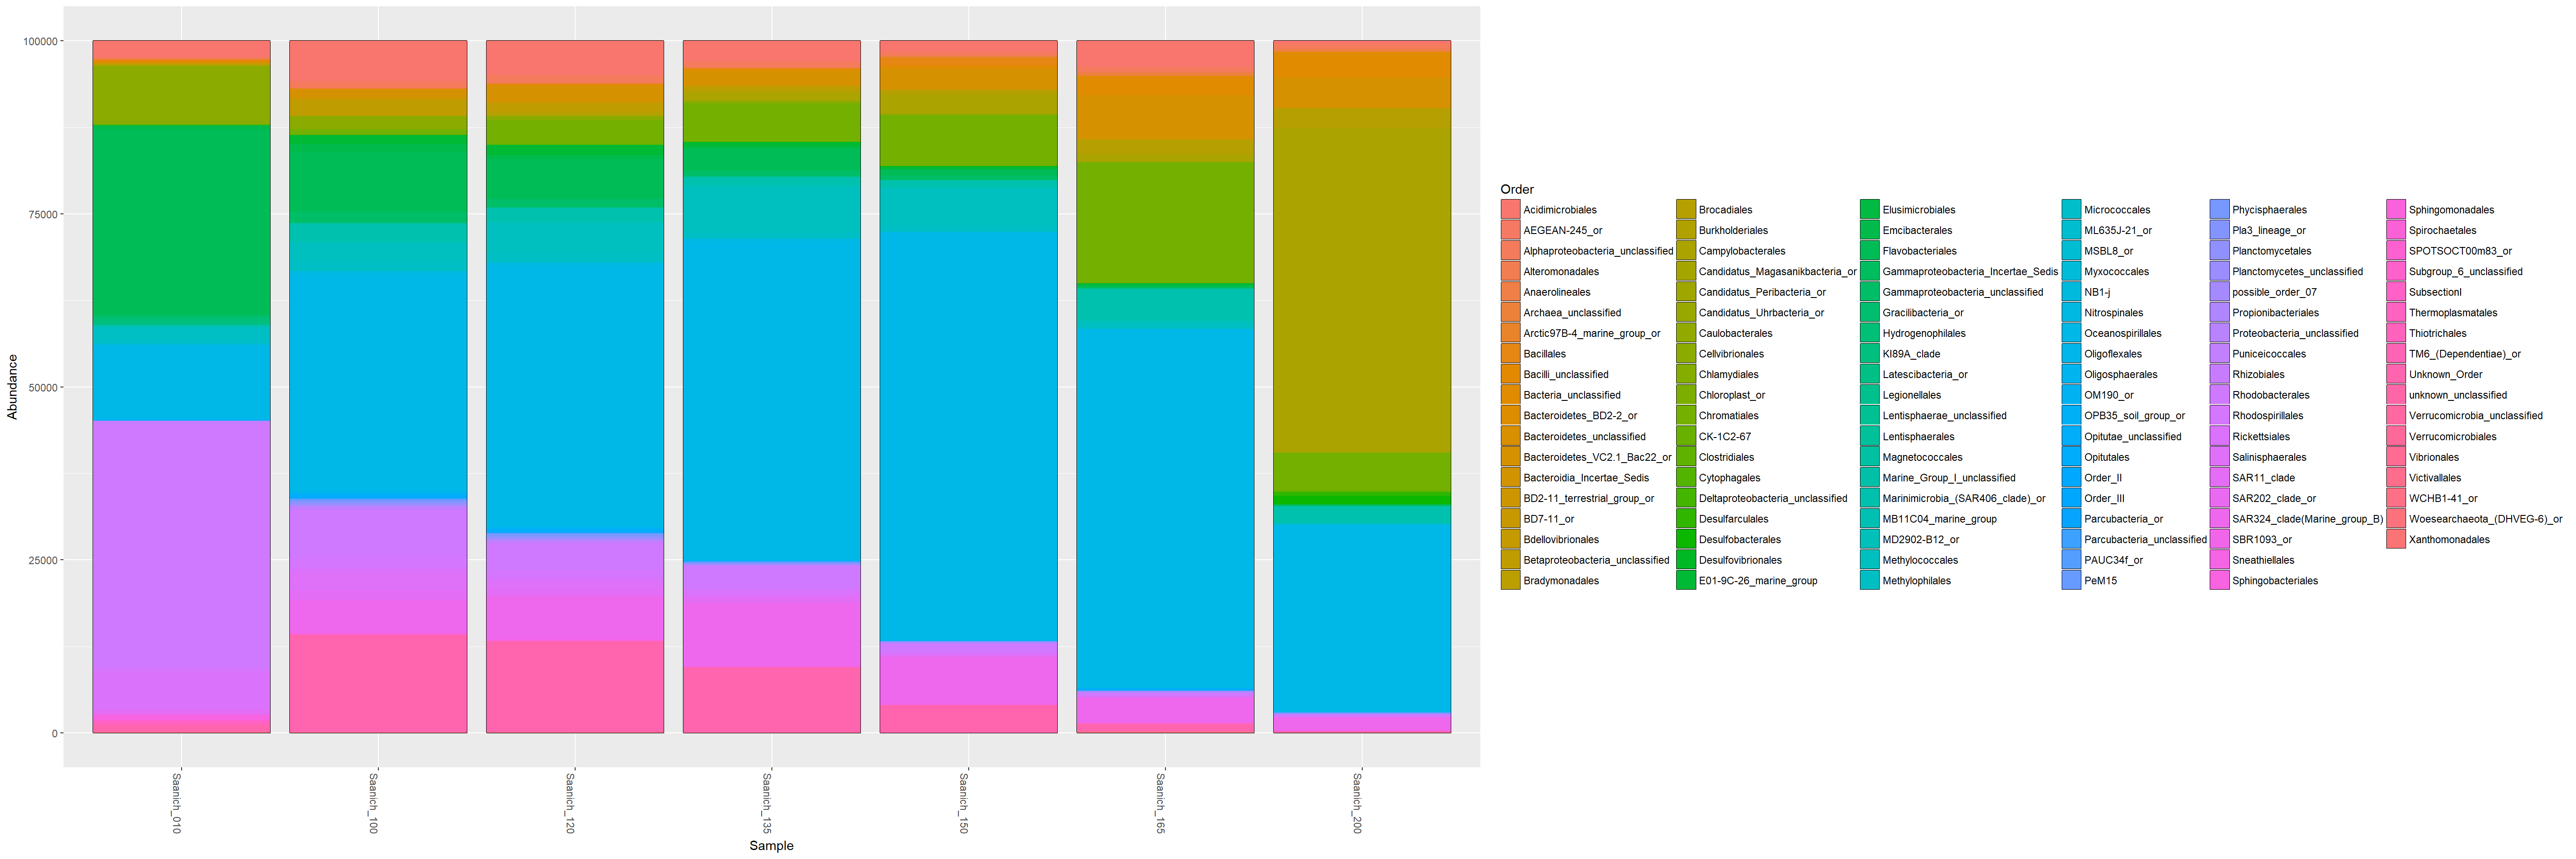 100000
75000
50000
25000
0
Abundance
Saanich_010
Saanich_100
Saanich_120
Saanich_135
Saanich_150
Saanich_165
Saanich_200
Sample
Order
Acidimicrobiales
AEGEAN-245_or
Alphaproteobacteria_unclassified
Alteromonadales
Anaerolineales
Archaea_unclassified
Arctic97B-4_marine_group_or
Bacillales
Bacilli_unclassified
Bacteria_unclassified
Bacteroidetes_BD2-2_or
Bacteroidetes_unclassified
Bacteroidetes_VC2.1_Bac22_or
Bacteroidia_Incertae_Sedis
BD2-11_terrestrial_group_or
BD7-11_or
Bdellovibrionales
Betaproteobacteria_unclassified
Bradymonadales
Brocadiales
Burkholderiales
Campylobacterales
Candidatus_Magasanikbacteria_or
Candidatus_Peribacteria_or
Candidatus_Uhrbacteria_or
Caulobacterales
Cellvibrionales
Chlamydiales
Chloroplast_or
Chromatiales
CK-1C2-67
Clostridiales
Cytophagales
Deltaproteobacteria_unclassified
Desulfarculales
Desulfobacterales
Desulfovibrionales
E01-9C-26_marine_group
Elusimicrobiales
Emcibacterales
Flavobacteriales
Gammaproteobacteria_Incertae_Sedis
Gammaproteobacteria_unclassified
Gracilibacteria_or
Hydrogenophilales
KI89A_clade
Latescibacteria_or
Legionellales
Lentisphaerae_unclassified
Lentisphaerales
Magnetococcales
Marine_Group_I_unclassified
Marinimicrobia_(SAR406_clade)_or
MB11C04_marine_group
MD2902-B12_or
Methylococcales
Methylophilales
Micrococcales
ML635J-21_or
MSBL8_or
Myxococcales
NB1-j
Nitrospinales
Oceanospirillales
Oligoflexales
Oligosphaerales
OM190_or
OPB35_soil_group_or
Opitutae_unclassified
Opitutales
Order_II
Order_III
Parcubacteria_or
Parcubacteria_unclassified
PAUC34f_or
PeM15
Phycisphaerales
Pla3_lineage_or
Planctomycetales
Planctomycetes_unclassified
possible_order_07
Propionibacteriales
Proteobacteria_unclassified
Puniceicoccales
Rhizobiales
Rhodobacterales
Rhodospirillales
Rickettsiales
Salinisphaerales
SAR11_clade
SAR202_clade_or
SAR324_clade(Marine_group_B)
SBR1093_or
Sneathiellales
Sphingobacteriales
Sphingomonadales
Spirochaetales
SPOTSOCT00m83_or
Subgroup_6_unclassified
SubsectionI
Thermoplasmatales
Thiotrichales
TM6_(Dependentiae)_or
Unknown_Order
unknown_unclassified
Verrucomicrobia_unclassified
Verrucomicrobiales
Vibrionales
Victivallales
WCHB1-41_or
Woesearchaeota_(DHVEG-6)_or
Xanthomonadales